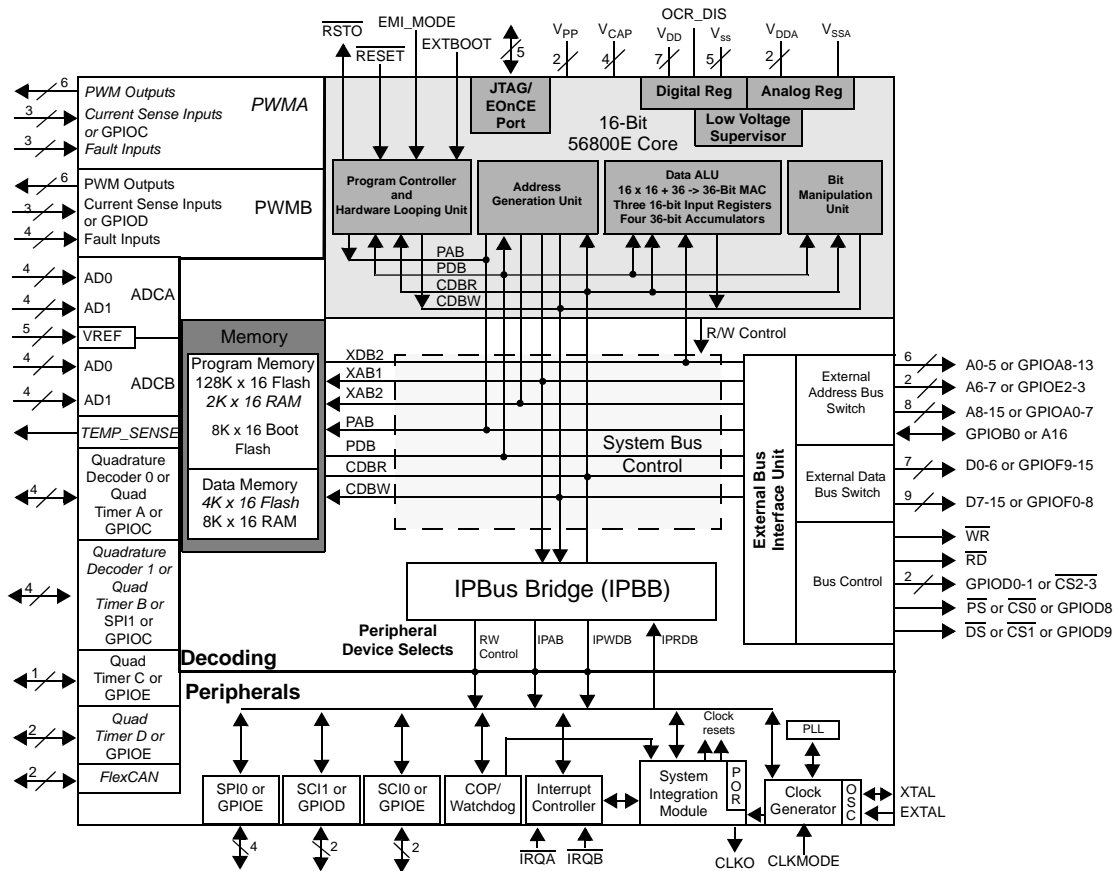 RSTO
EMI_MODE
RESET
EXTBOOT
5
VPP
2
VCAP
4
OCR_DIS
VDD
7
Vss
5
VDDA
2
VSSA
6
PWM Outputs
PWMA
3
Current Sense Inputs
or GPIOC
3
Fault Inputs
6
PWM Outputs
3
Current Sense Inputs
or GPIOD
PWMB
4
Fault Inputs
4
AD0
ADCA
4
AD1
5
VREF
4
AD0
ADCB
4
AD1
TEMP_SENSE
Quadrature
Decoder 0 or
Quad
Timer A or
GPIOC
4
Quadrature
Decoder 1 or
Quad
Timer B or
SPI1 or
GPIOC
4
Quad
Timer C or
GPIOE
1
Quad
Timer D or
GPIOE
2
FlexCAN
2
JTAG/
EOnCE
Port
Digital Reg
Analog Reg
Low Voltage
Supervisor
16-Bit
56800E Core
Program Controller
and
Hardware Looping Unit
Address
Generation Unit
Data ALU
16 x 16 + 36 -> 36-Bit MAC
Three 16-bit Input Registers
Four 36-bit Accumulators
Bit
Manipulation
Unit
PAB
PDB
CDBR
CDBW
R/W Control
Memory
Program Memory
128K x 16 Flash
2K x 16 RAM
8K x 16 Boot
Flash
Data Memory
4K x 16 Flash
8K x 16 RAM
XDB2
XAB1
XAB2
PAB
PDB
CDBR
CDBW
System Bus
Control
External Bus
Interface Unit
External
Address Bus
Switch
External Data
Bus Switch
Bus Control
6
A0-5 or GPIOA8-13
2
A6-7 or GPIOE2-3
8
A8-15 or GPIOA0-7
GPIOB0 or A16
7
D0-6 or GPIOF9-15
9
D7-15 or GPIOF0-8
WR
RD
2
GPIOD0-1 or CS2-3
PS or CS0 or GPIOD8
DS or CS1 or GPIOD9
IPBus Bridge (IPBB)
Peripheral
Device Selects
RW
Control
IPAB
IPWDB
IPRDB
Decoding
Peripherals
Clock
resets
PLL
SPI0 or
GPIOE
SCI1 or
GPIOD
SCI0 or
GPIOE
COP/
Watchdog
Interrupt
Controller
System
Integration
Module
POR
Clock
Generator
OSC
XTAL
EXTAL
4
2
2
IRQA
IRQB
CLKO
CLKMODE